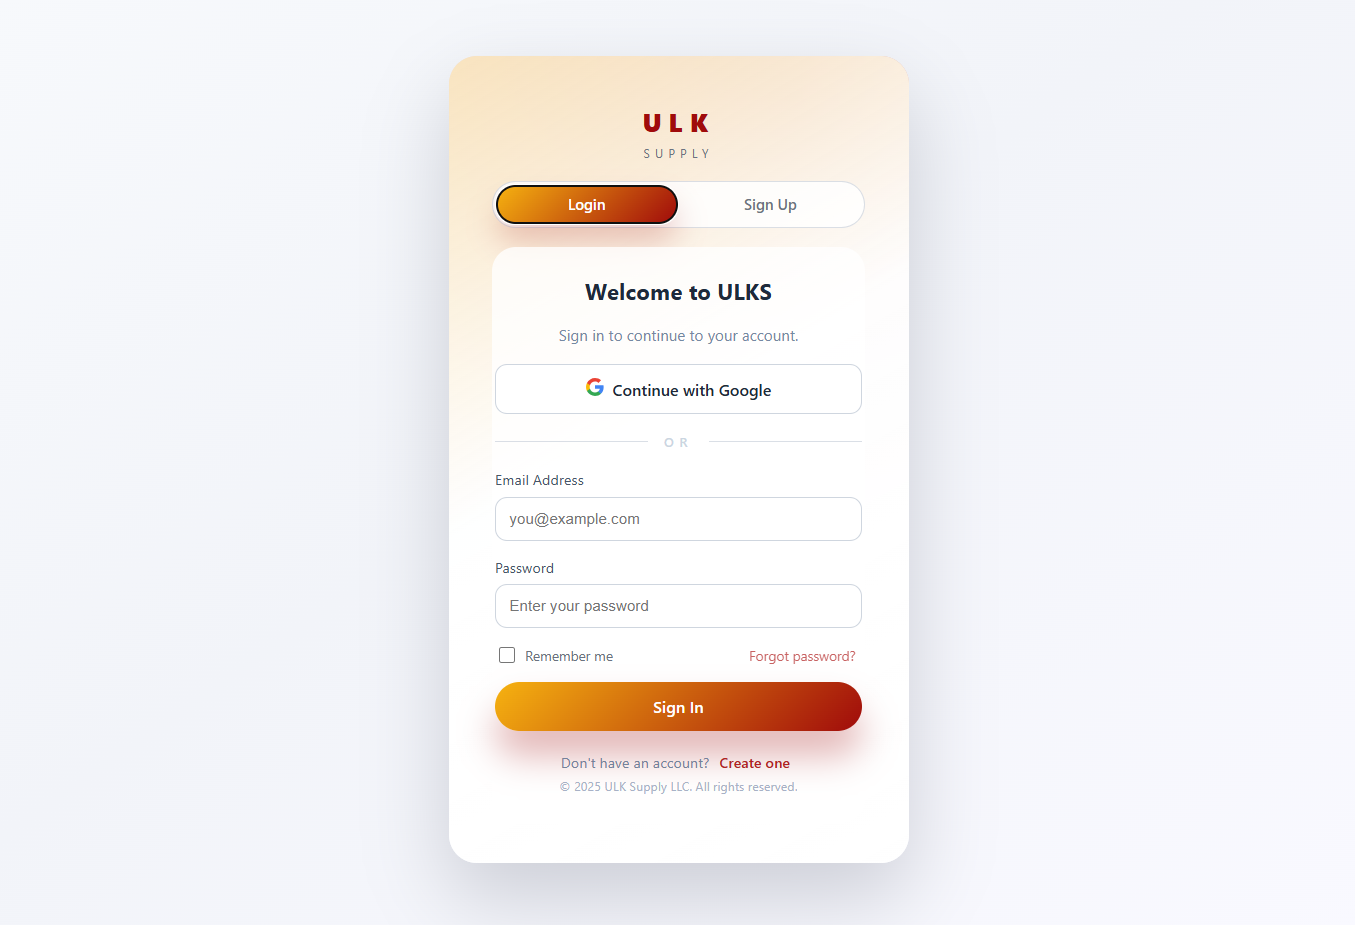 ULK
SUPPLY
Login Sign Up
Welcome to ULKS
Sign in to continue to your account.
Continue with Google
OR
Email Address
you@example.com
Password
Enter your password
Remember me Forgot password?
Sign In
Don't have an account? Create one
© 2025 ULK Supply LLC. All rights reserved.